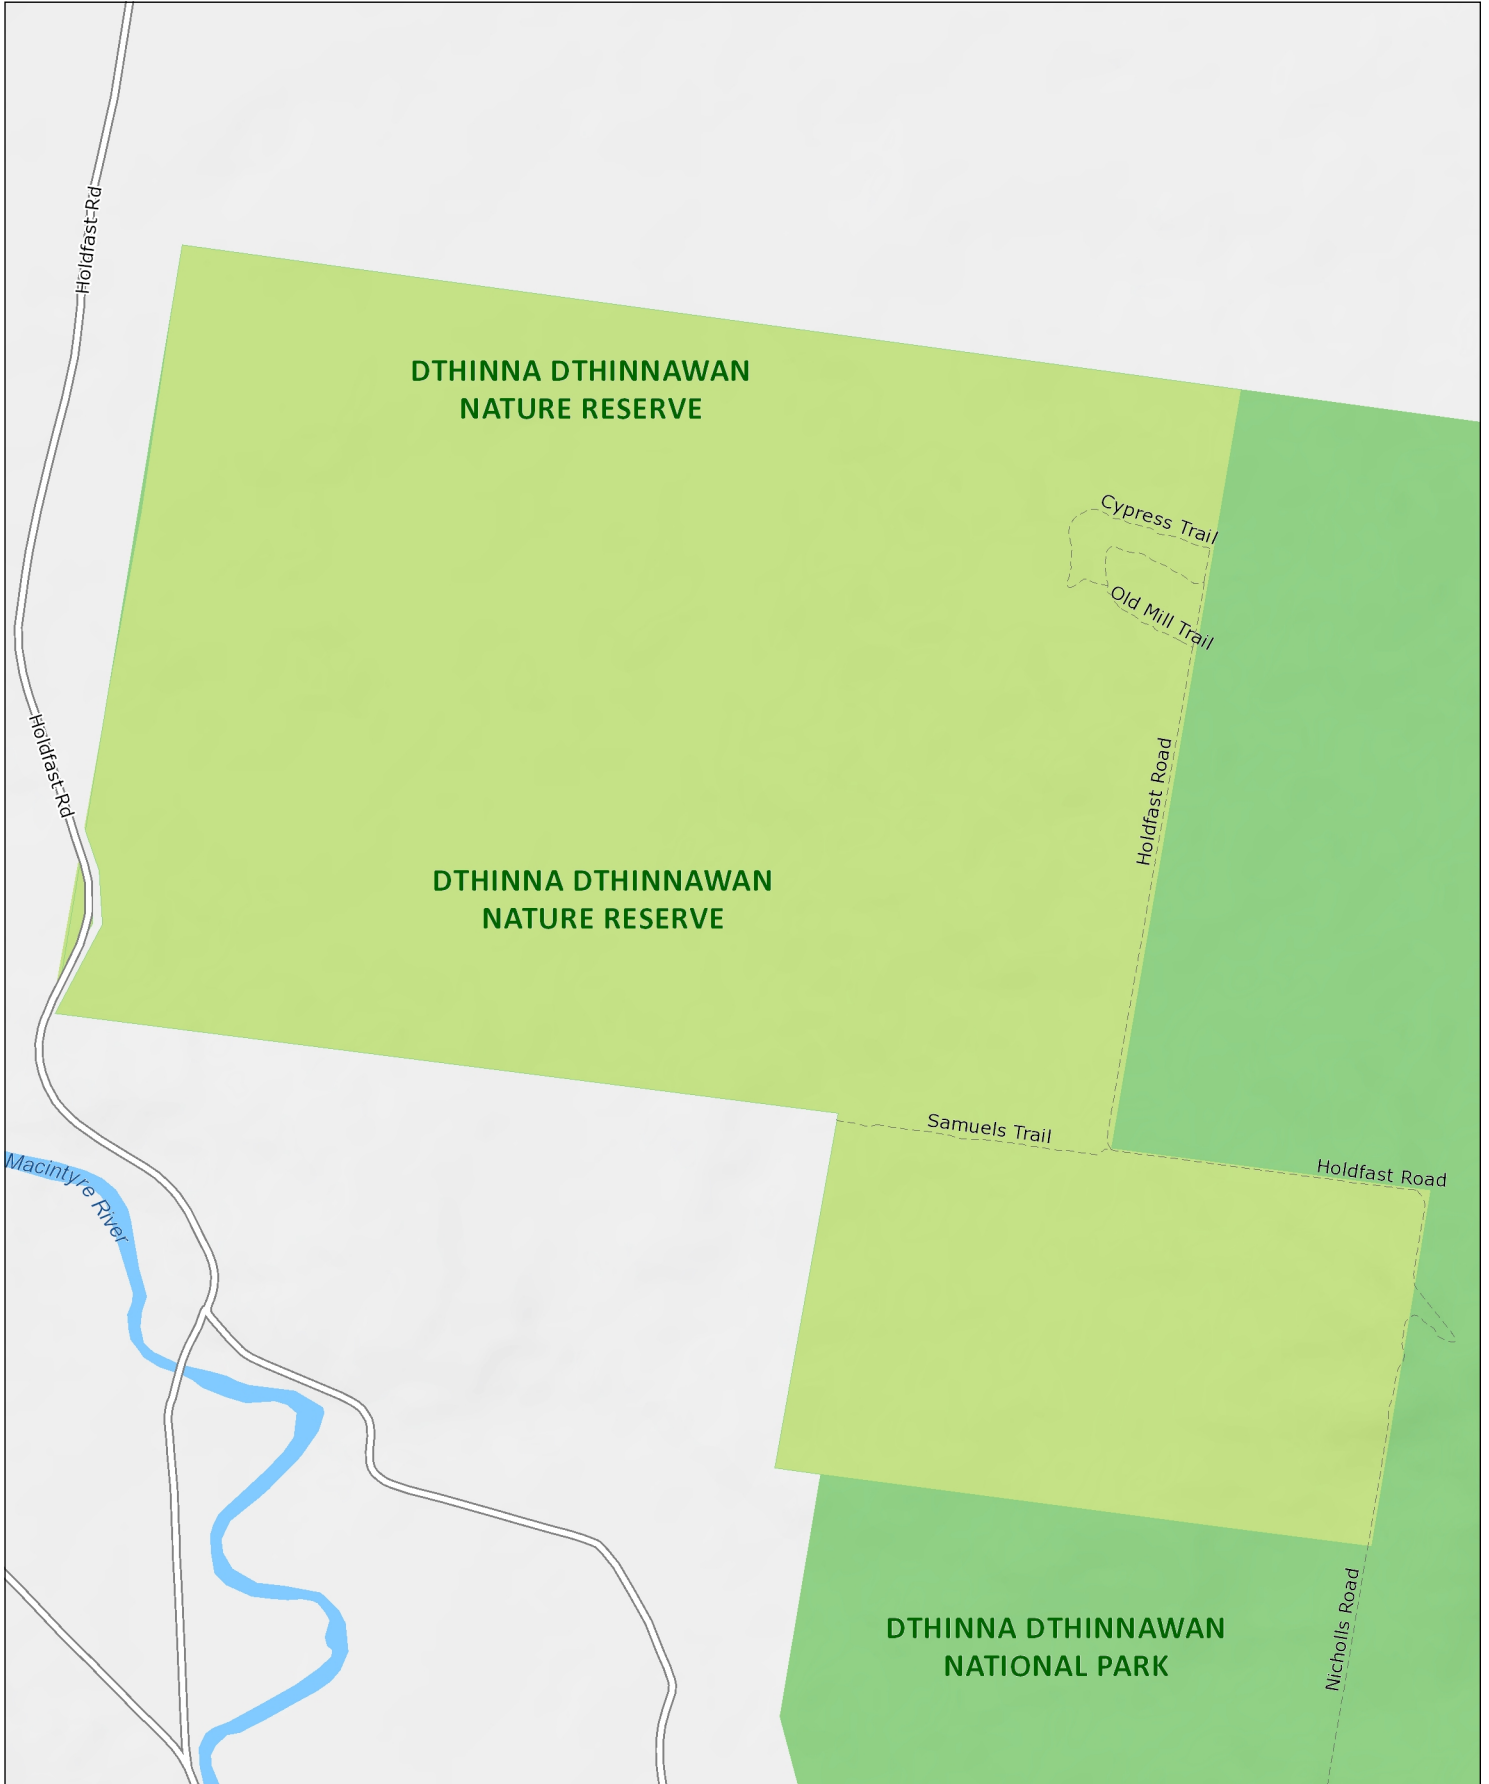 Holdfast Rd
DTHINNA DTHINNAWAN
NATURE RESERVE
Cypress Trail
Old Mill Trail
Holdfast Rd
Holdfast Road
DTHINNA DTHINNAWAN
NATURE RESERVE
Samuels Trail
Holdfast Road
Macintyre River
Nicholls Road
DTHINNA DTHINNAWAN
NATIONAL PARK